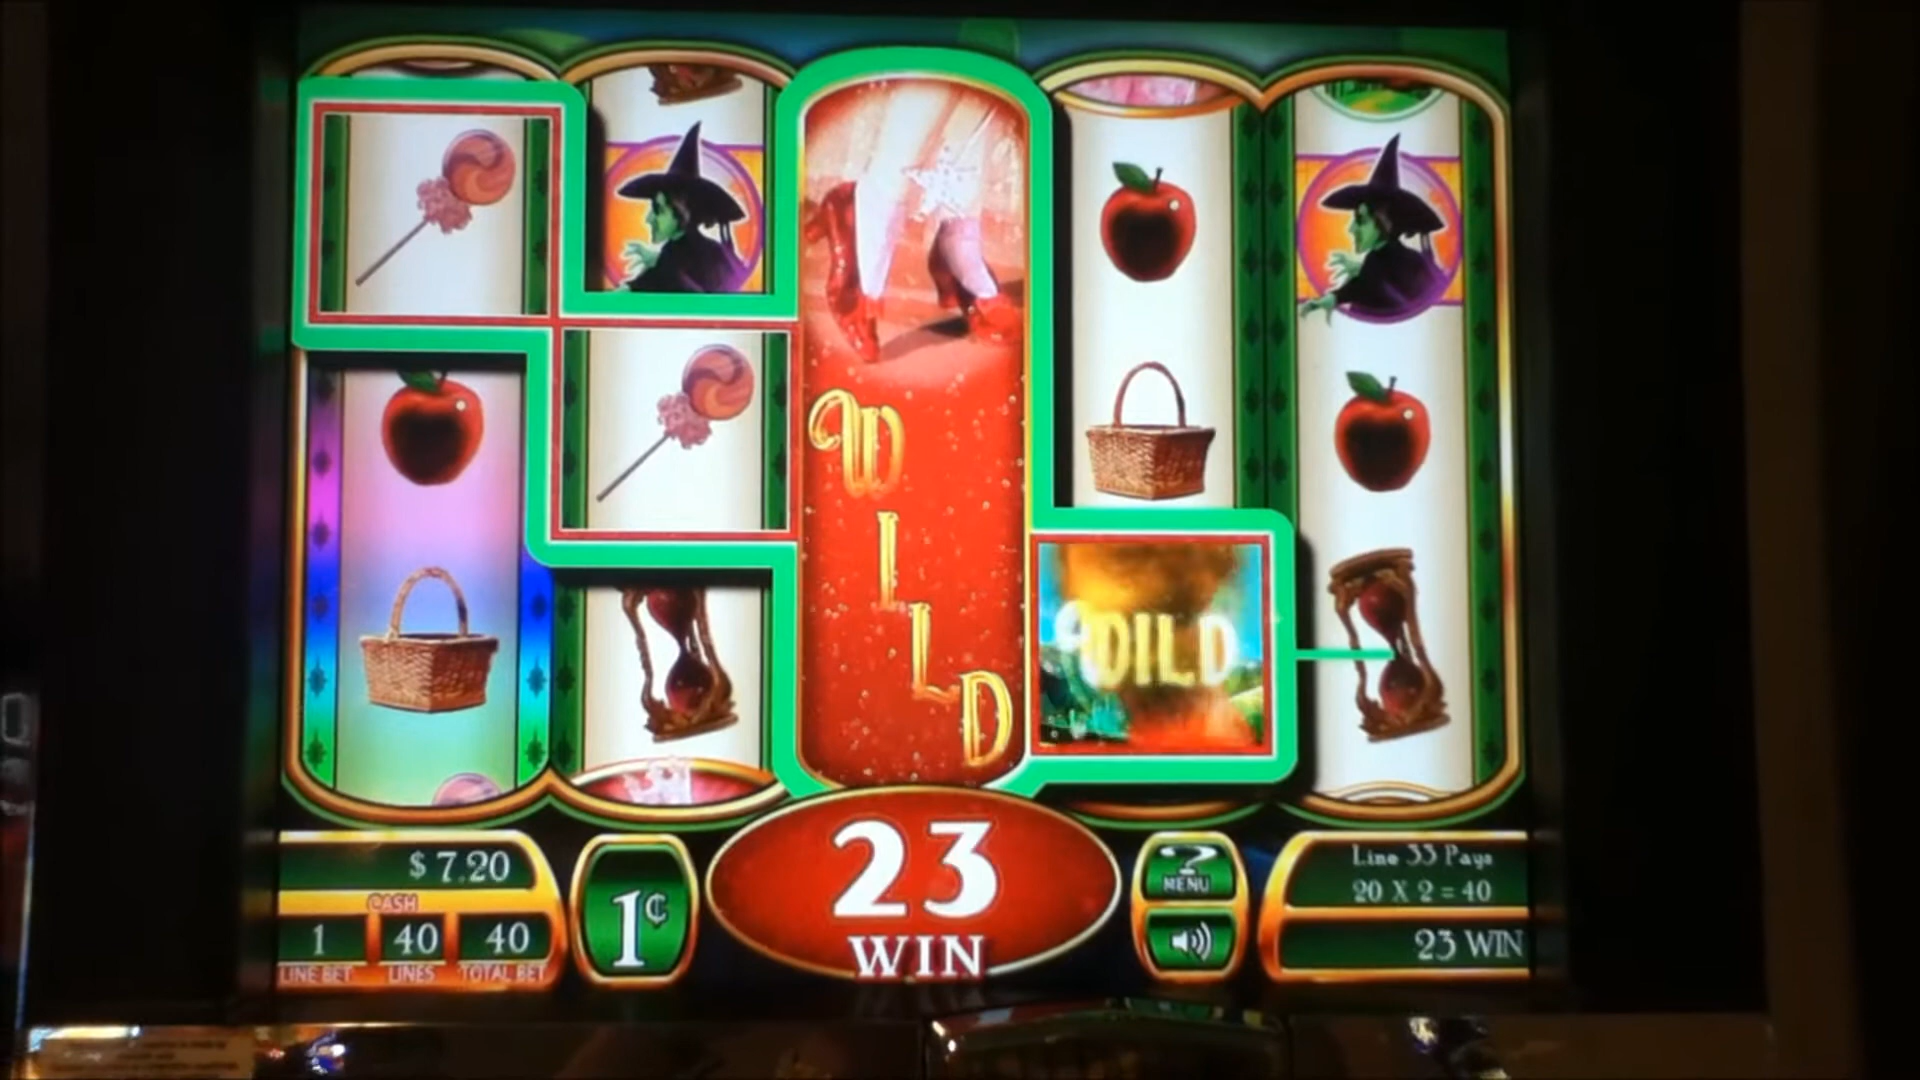 WILD
WILD
$ 7.20
CASH
1 40 40
LINE BET LINES TOTAL BET
1¢
23
WIN
MENU
Line 33 Pays
20 X 2 = 40
23 WIN